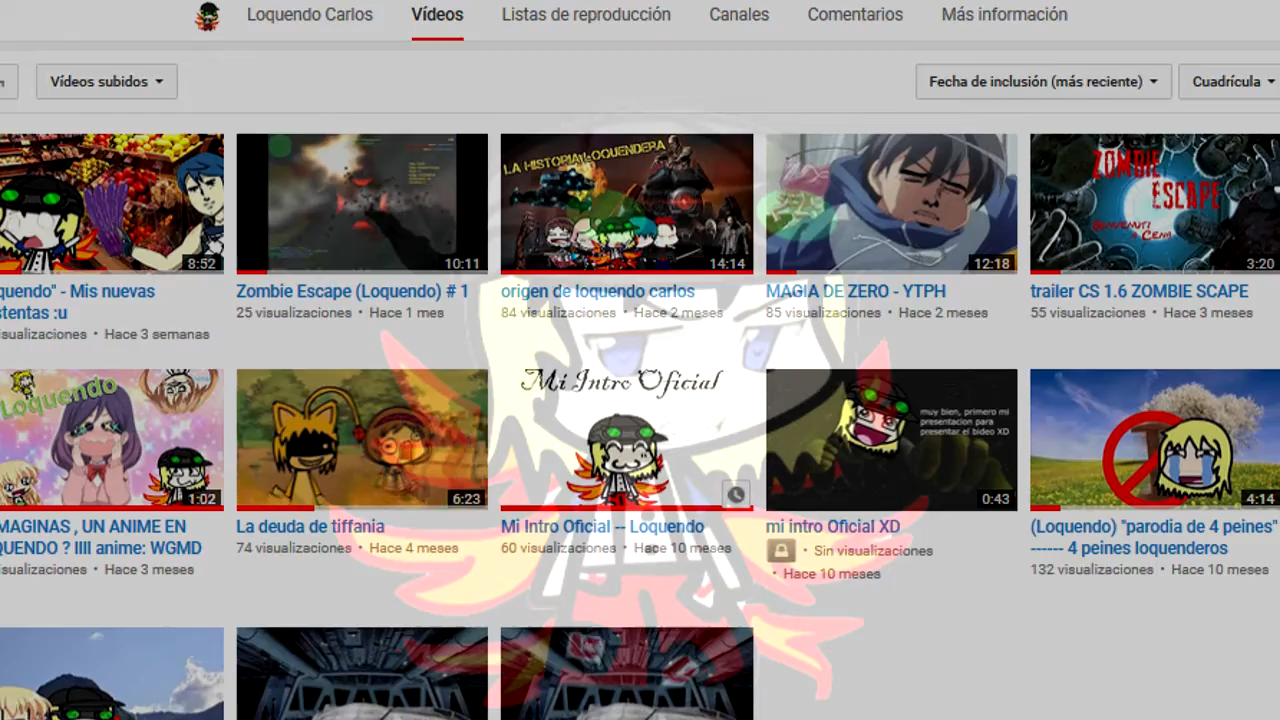 Loquendo Carlos Vídeos Listas de reproducción Canales Comentarios Más información
Vídeos subidos Fecha de inclusión (más reciente) Cuadrícula
LA HISTORIA LOQUENDERA
ZOMBIE
ESCAPE
8:52 10:11 14:14 12:18 3:20
quendo" - Mis nuevas
stentas :u
isualizaciones • Hace 3 semanas
Zombie Escape (Loquendo) # 1
25 visualizaciones • Hace 1 mes
origen de loquendo carlos
84 visualizaciones • Hace 2 meses
MAGIA DE ZERO - YTPH
85 visualizaciones • Hace 2 meses
trailer CS 1.6 ZOMBIE SCAPE
55 visualizaciones • Hace 3 meses
Loquendo
Mi Intro Oficial
muy bien, primero mi
presentacion para
presentar el bideo XD
1:02 6:23 0:43 4:14
MAGINAS , UN ANIME EN
QUENDO ? IIII anime: WGMD
isualizaciones • Hace 3 meses
La deuda de tiffania
74 visualizaciones • Hace 4 meses
Mi Intro Oficial -- Loquendo
60 visualizaciones • Hace 10 meses
mi intro Oficial XD
• Sin visualizaciones
• Hace 10 meses
(Loquendo) "parodia de 4 peines"
------ 4 peines loquenderos
132 visualizaciones • Hace 10 meses